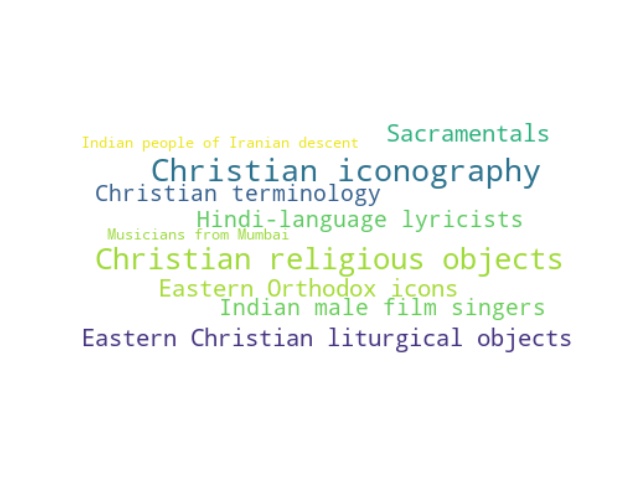 Sacramentals
Indian people of Iranian descent
Christian iconography
Christian terminology
Hindi-language lyricists
Musicians from Mumbai
Christian religious objects
Eastern Orthodox icons
Indian male film singers
Eastern Christian liturgical objects